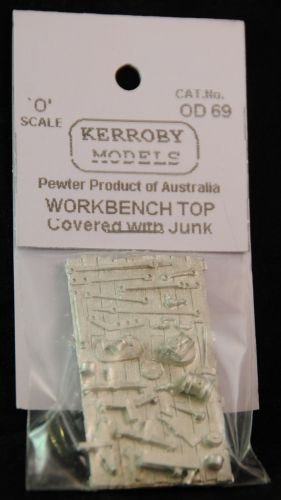 CAT.No.
'O'
OD 69
SCALE
KERROBY
MODELS
Pewter Product of Australia
WORKBENCH TOP
Covered with Junk